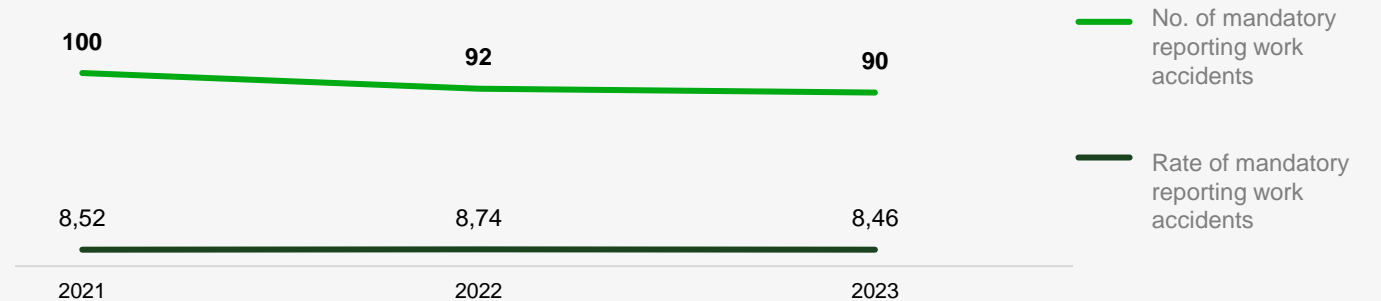 100
92
90
No. of mandatory
reporting work
accidents
8,52
8,74
8,46
Rate of mandatory
reporting work
accidents
2021
2022
2023